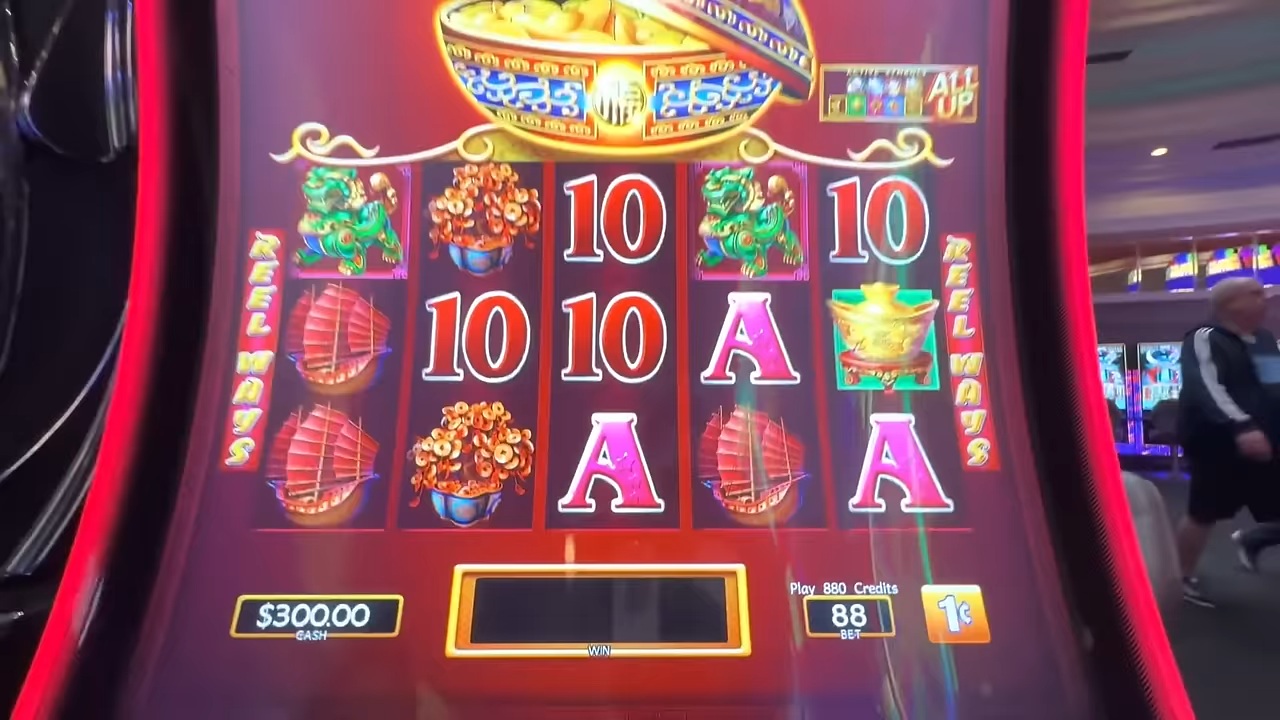 福
ALL
UP
10
10
REEL WAYS
10
10
A
REEL WAYS
A
A
$300.00
CASH
WIN
Play 880 Credits
88
BET
1¢